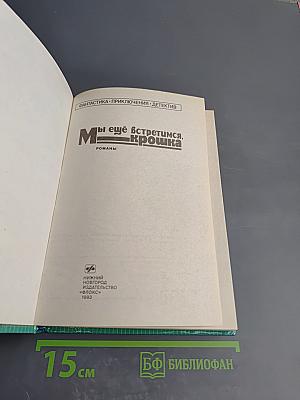 ФАНТАСТИКА • ПРИКЛЮЧЕНИЯ • ДЕТЕКТИВ
Мы ещё встретимся,
крошка
РОМАНЫ
НИЖНИЙ
НОВГОРОД
ИЗДАТЕЛЬСТВО
«ФЛОКС»
1993
15 см
БФ БИБЛИОФАН